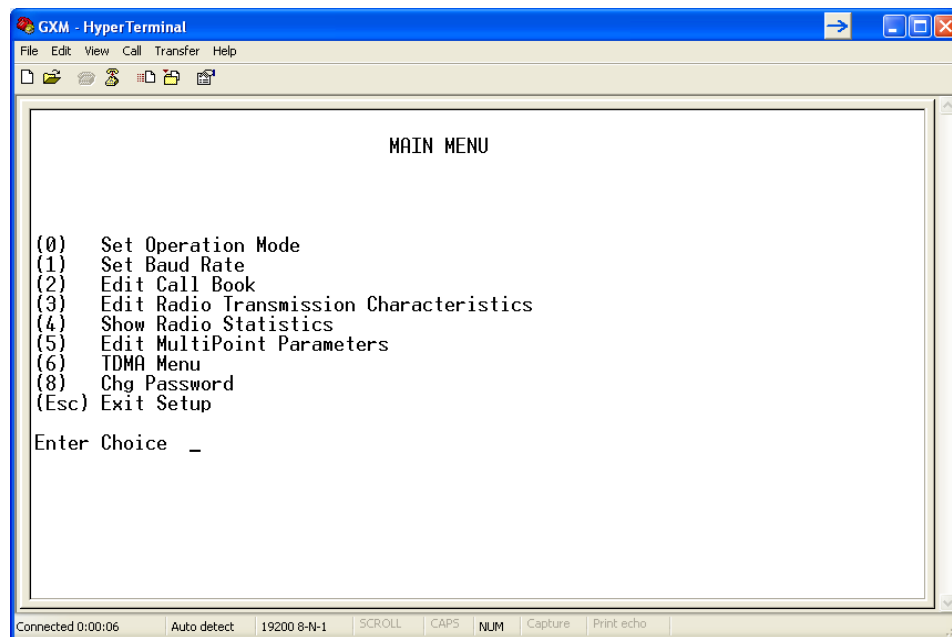 GXM - HyperTerminal
File Edit View Call Transfer Help
MAIN MENU
(0) Set Operation Mode
(1) Set Baud Rate
(2) Edit Call Book
(3) Edit Radio Transmission Characteristics
(4) Show Radio Statistics
(5) Edit MultiPoint Parameters
(6) TDMA Menu
(8) Chg Password
(Esc) Exit Setup
Enter Choice _
Connected 0:00:06 Auto detect 19200 8-N-1 SCROLL CAPS NUM Capture Print echo